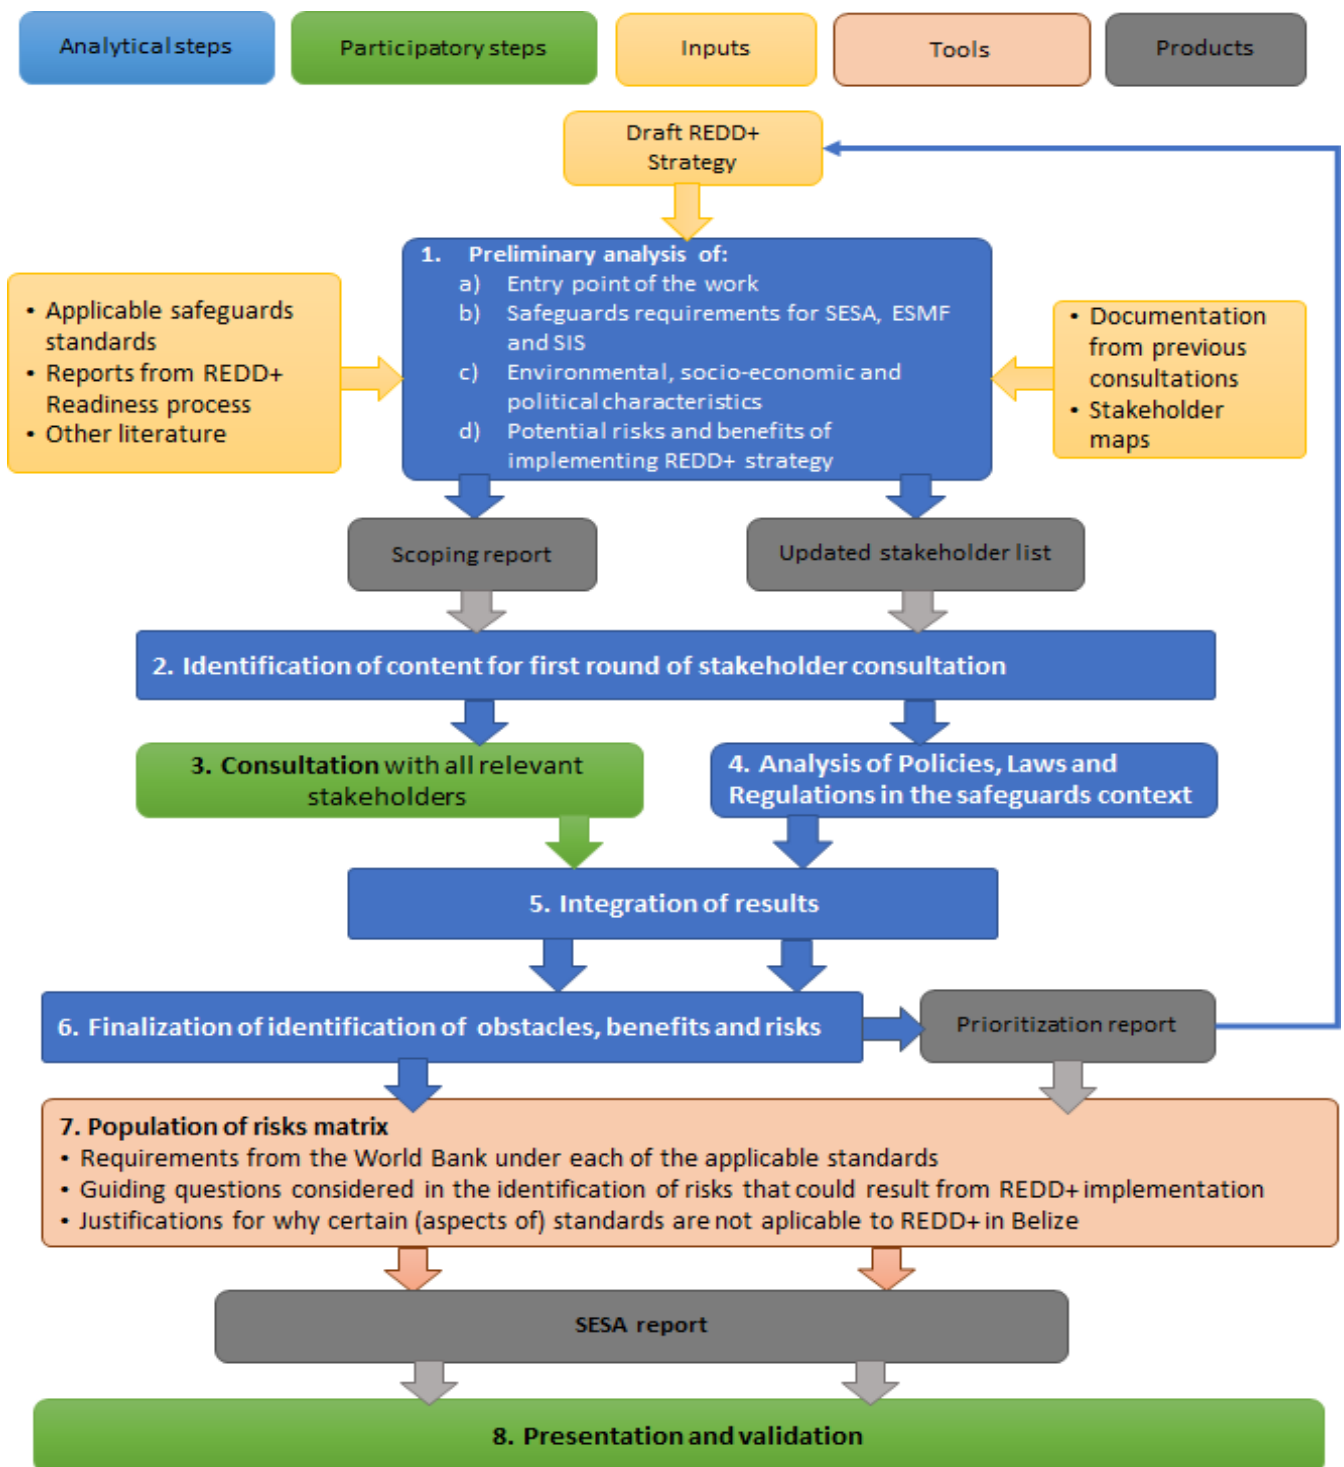 Analytical steps
Participatory steps
Inputs
Tools
Products
Draft REDD+
Strategy
1. Preliminary analysis of:
a) Entry point of the work
b) Safeguards requirements for SESA, ESMF
and SIS
c) Environmental, socio-economic and
political characteristics
d) Potential risks and benefits of
implementing REDD+ strategy
• Applicable safeguards
standards
• Reports from REDD+
Readiness process
• Other literature
• Documentation
from previous
consultations
• Stakeholder
maps
Scoping report
Updated stakeholder list
2. Identification of content for first round of stakeholder consultation
3. Consultation with all relevant
stakeholders
4. Analysis of Policies, Laws and
Regulations in the safeguards context
5. Integration of results
6. Finalization of identification of obstacles, benefits and risks
Prioritization report
7. Population of risks matrix
• Requirements from the World Bank under each of the applicable standards
• Guiding questions considered in the identification of risks that could result from REDD+ implementation
• Justifications for why certain (aspects of) standards are not aplicable to REDD+ in Belize
SESA report
8. Presentation and validation